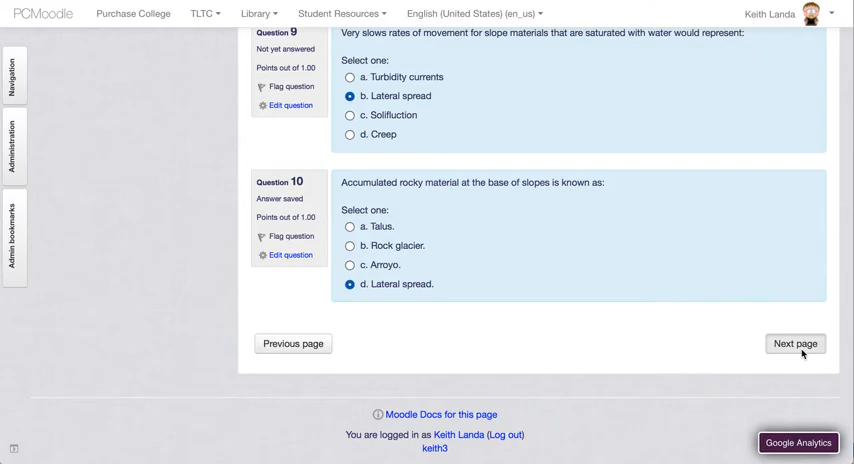 PCMoodle Purchase College TLTC Library Student Resources English (United States) (en_us) Keith Landa
Navigation
Administration
Admin bookmarks
Question 9
Not yet answered
Points out of 1.00
Flag question
Edit question
Very slows rates of movement for slope materials that are saturated with water would represent:
Select one:
a. Turbidity currents
b. Lateral spread
c. Solifluction
d. Creep
Question 10
Answer saved
Points out of 1.00
Flag question
Edit question
Accumulated rocky material at the base of slopes is known as:
Select one:
a. Talus.
b. Rock glacier.
c. Arroyo.
d. Lateral spread.
Previous page
Next page
Moodle Docs for this page
You are logged in as Keith Landa (Log out)
keith3
Google Analytics